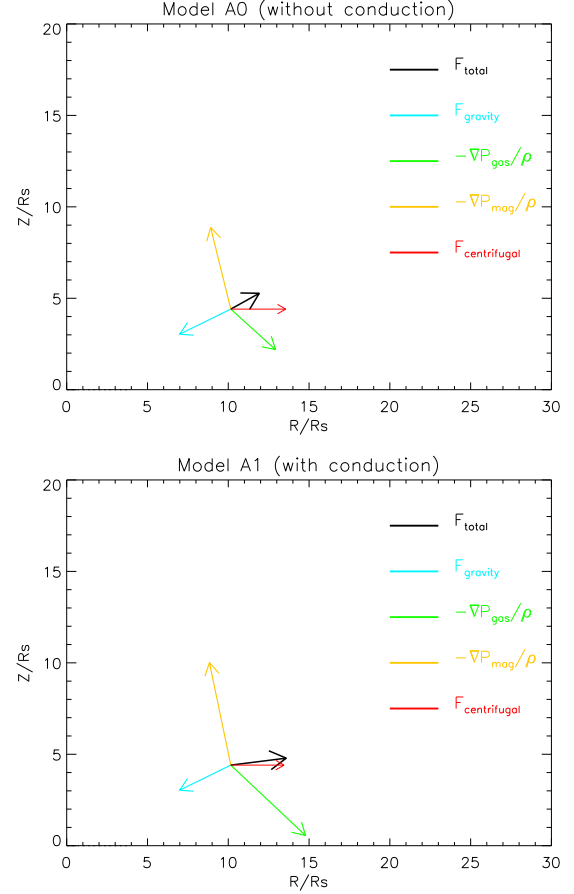 Model A0 (without conduction)
20
15
10
5
0
Z/Rs
F_total
F_gravity
−∇P_gas/ρ
−∇P_mag/ρ
F_centrifugal
0 5 10 15 20 25 30
R/Rs
Model A1 (with conduction)
20
15
10
5
0
Z/Rs
F_total
F_gravity
−∇P_gas/ρ
−∇P_mag/ρ
F_centrifugal
0 5 10 15 20 25 30
R/Rs